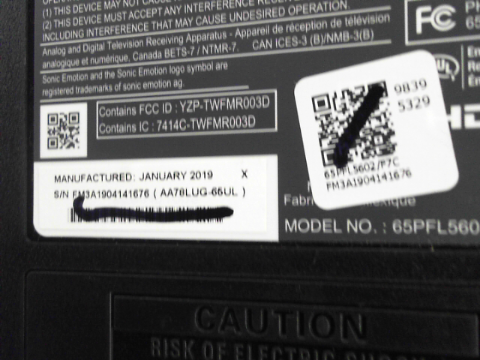 (1) THIS DEVICE MAY NOT CAUSE
(2) THIS DEVICE MUST ACCEPT ANY INTERFERENCE
INCLUDING INTERFERENCE THAT MAY CAUSE UNDESIRED OPERATION.
Analog and Digital Television Receiving Apparatus - Appareil de réception de télévision
analogique et numérique, Canada BETS-7 / NTMR-7. CAN ICES-3 (B)/NMB-3(B)
Sonic Emotion and the Sonic Emotion logo symbol are
registered trademarks of sonic emotion ag.
FC
Contains FCC ID : YZP-TWFMR003D
Contains IC : 7414C-TWFMR003D
9839
5329
65PFL5602/F7C
FM3A1904141676
HD
MANUFACTURED: JANUARY 2019 X
S/N FM3A1904141676 ( AA78LUG-65UL )
MODEL NO. : 65PFL560
CAUTION
RISK OF ELECTRIC